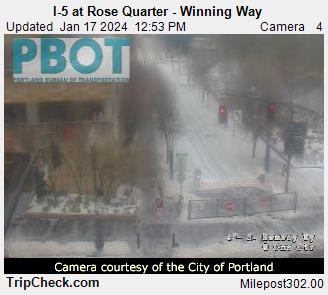 I-5 at Rose Quarter - Winning Way
Updated Jan 17 2024 12:53 PM Camera 4
PBOT
PORTLAND BUREAU OF TRANSPORTATION
Camera courtesy of the City of Portland
TripCheck.com Milepost302.00